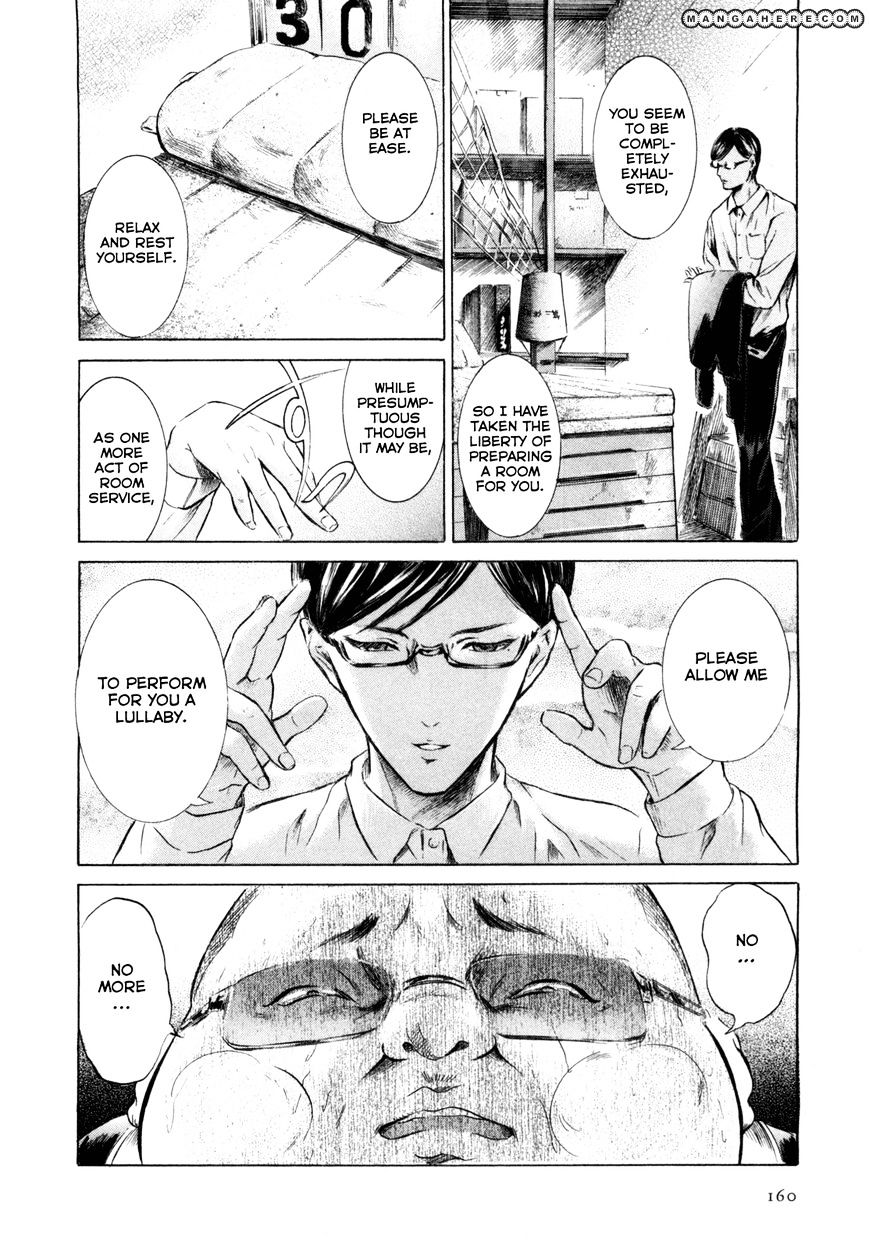 MANGAHERE.COM
YOU SEEM
TO BE
COMPL-
ETELY
EXHAU-
STED,
SO I HAVE
TAKEN THE
LIBERTY OF
PREPARING
A ROOM
FOR YOU.
30
PLEASE
BE AT
EASE.
RELAX
AND REST
YOURSELF.
WHILE
PRESUMP-
TUOUS
THOUGH
IT MAY BE,
AS ONE
MORE
ACT OF
ROOM
SERVICE,
PLEASE
ALLOW ME
TO PERFORM
FOR YOU A
LULLABY.
NO
...
NO
MORE
...
160